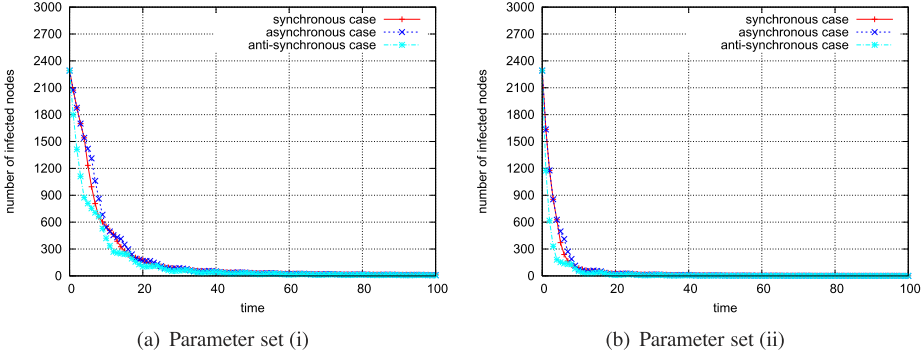 number of infected nodes
3000
2700
2400
2100
1800
1500
1200
900
600
300
0
synchronous case
asynchronous case
anti-synchronous case
0 20 40 60 80 100
time
(a) Parameter set (i)
number of infected nodes
3000
2700
2400
2100
1800
1500
1200
900
600
300
0
synchronous case
asynchronous case
anti-synchronous case
0 20 40 60 80 100
time
(b) Parameter set (ii)